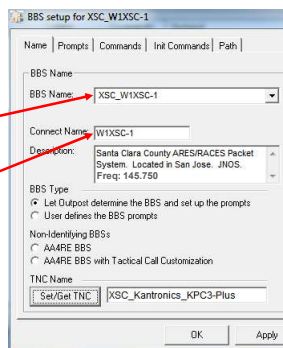 BBS setup for XSC_W1XSC-1
Name Prompts Commands Init Commands Path
BBS Name
BBS Name: XSC_W1XSC-1
Connect Name: W1XSC-1
Description: Santa Clara County ARES/RACES Packet
System. Located in San Jose. JNOS.
Freq: 145.750
BBS Type
Let Outpost determine the BBS and set up the prompts
User defines the BBS prompts
Non-Identifying BBSs
AA4RE BBS
AA4RE BBS with Tactical Call Customization
TNC Name
Set/Get TNC XSC_Kantronics_KPC3-Plus
OK Apply